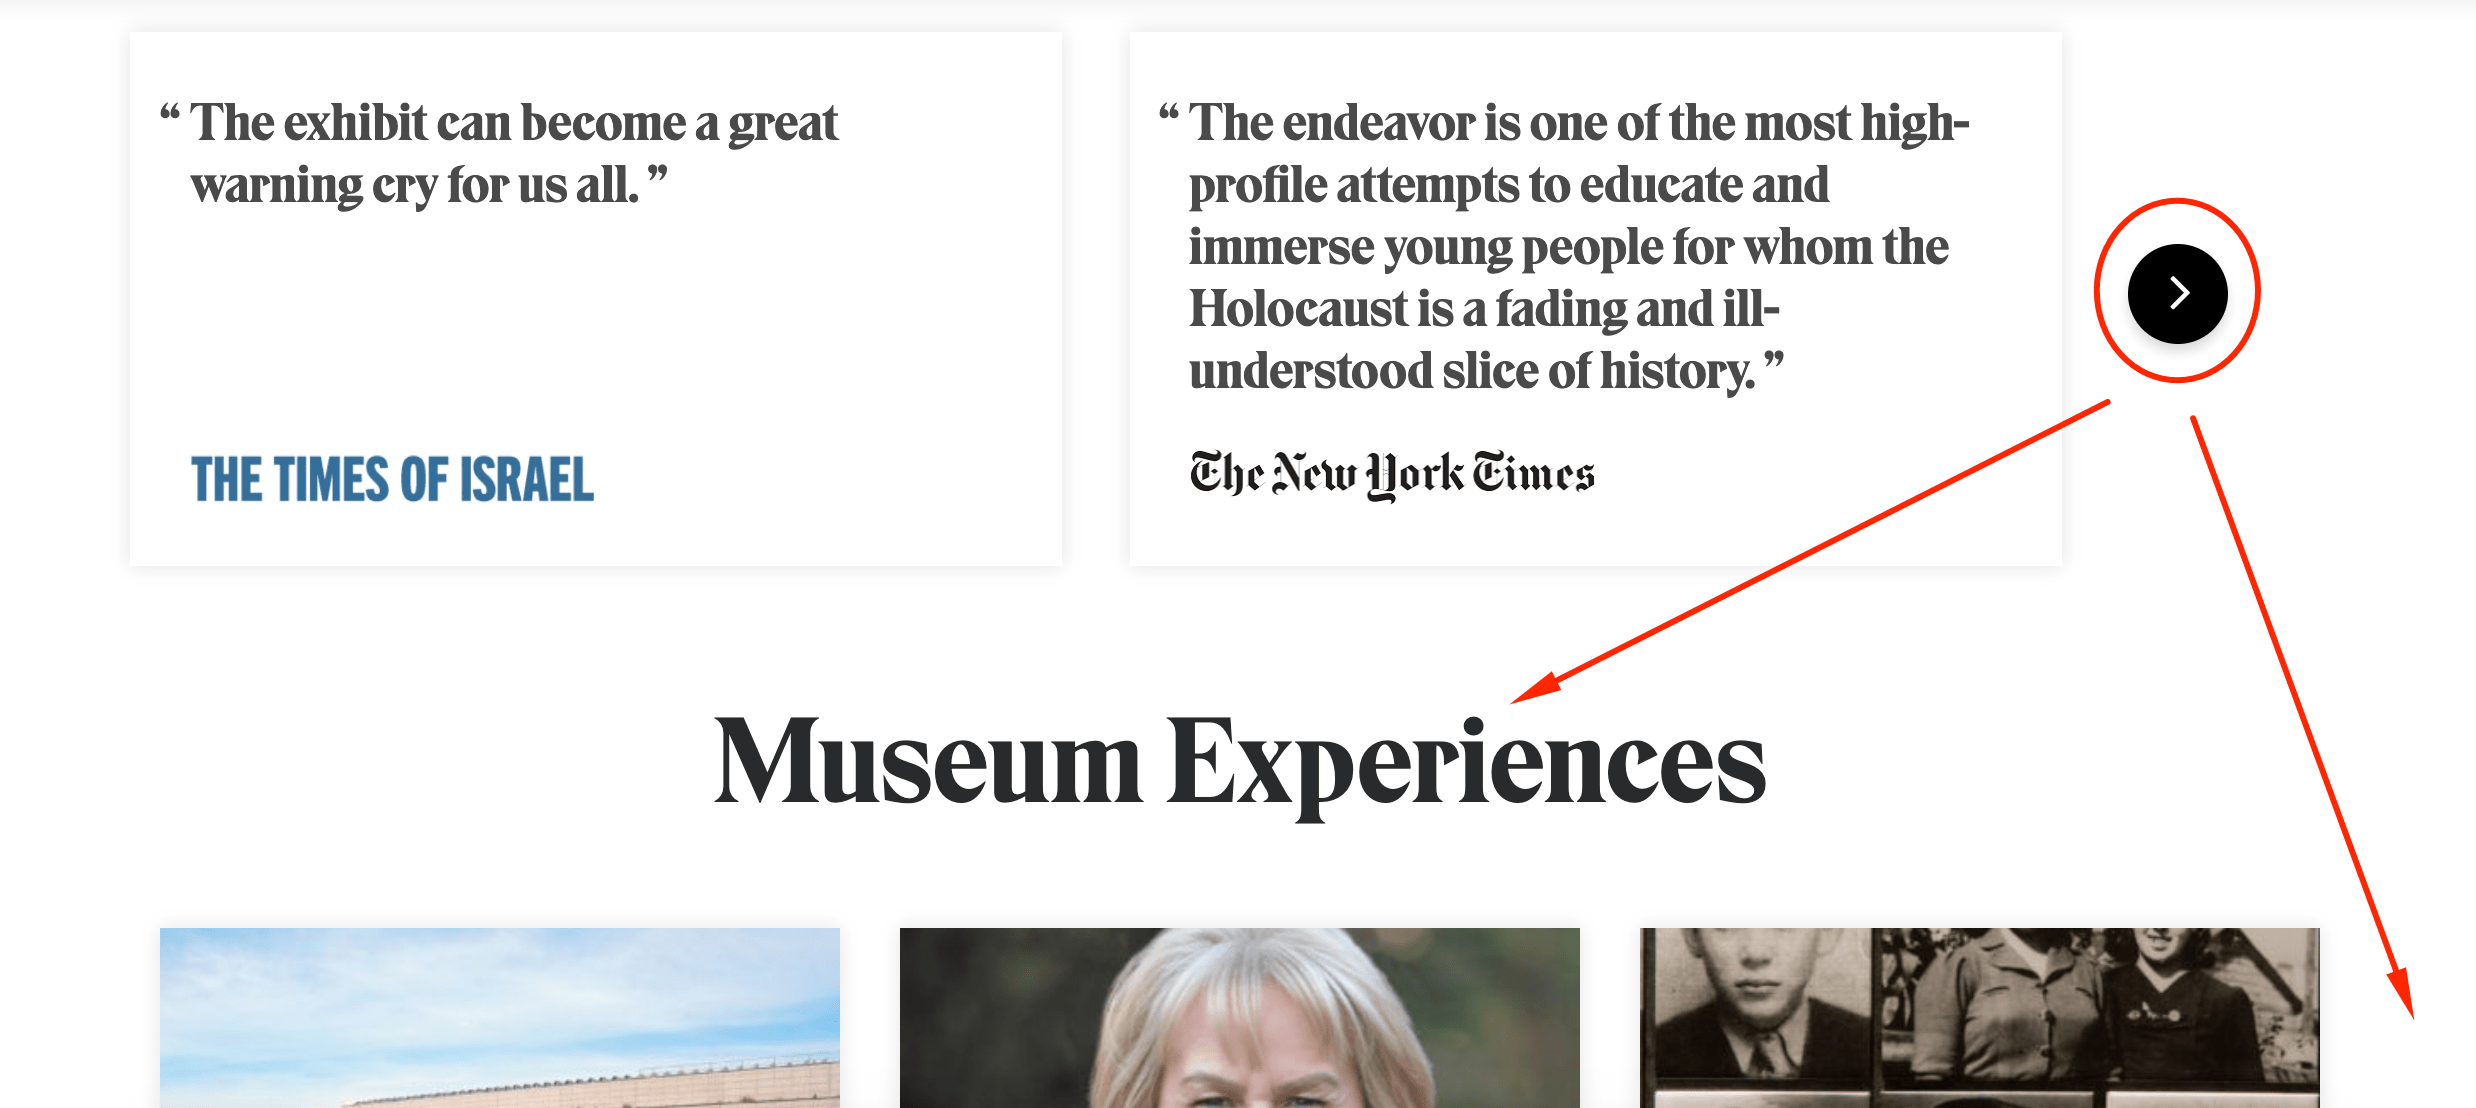 “ The exhibit can become a great
warning cry for us all. ”
THE TIMES OF ISRAEL
“ The endeavor is one of the most high-
profile attempts to educate and
immerse young people for whom the
Holocaust is a fading and ill-
understood slice of history. ”
The New York Times
Museum Experiences